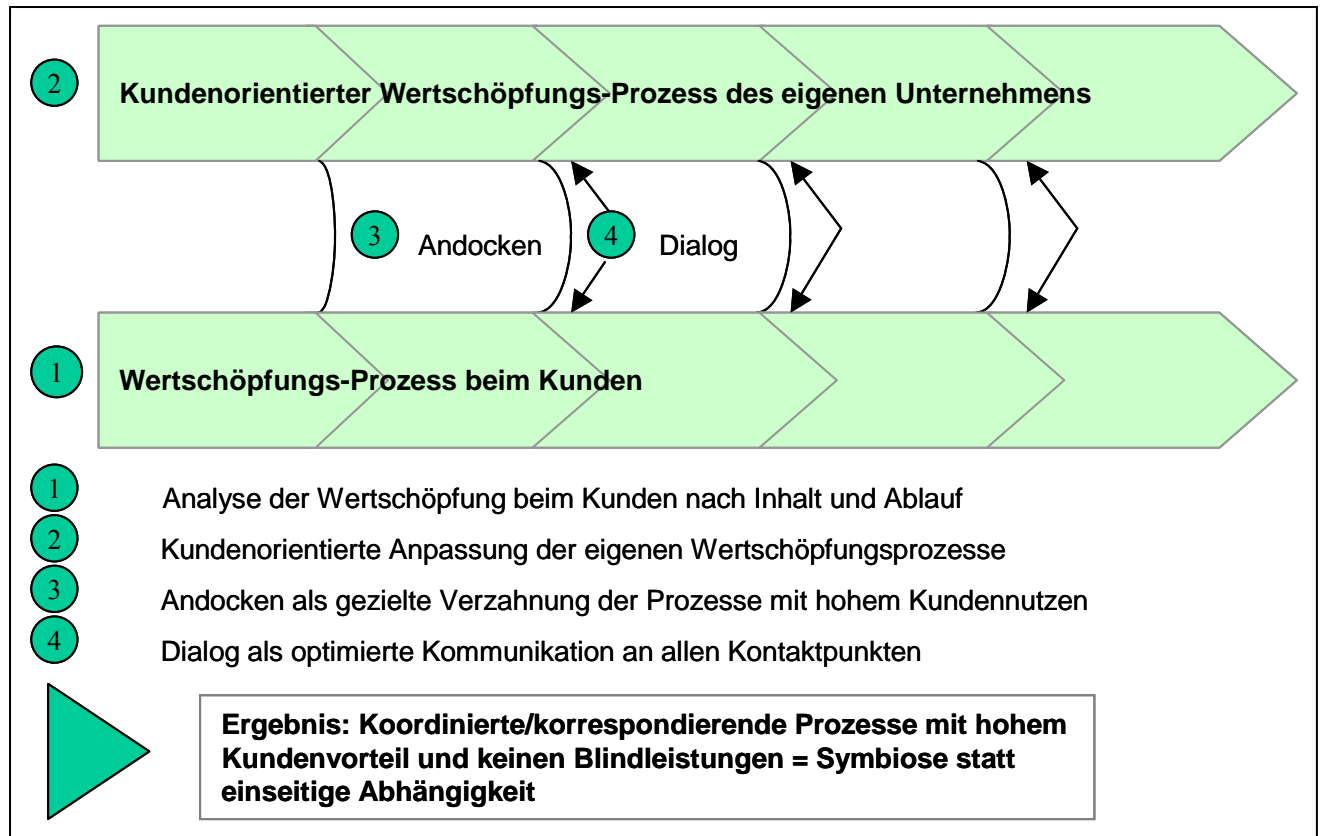 2 Kundenorientierter Wertschöpfungs-Prozess des eigenen Unternehmens
3 Andocken 4 Dialog
1 Wertschöpfungs-Prozess beim Kunden
1 Analyse der Wertschöpfung beim Kunden nach Inhalt und Ablauf
2 Kundenorientierte Anpassung der eigenen Wertschöpfungsprozesse
3 Andocken als gezielte Verzahnung der Prozesse mit hohem Kundennutzen
4 Dialog als optimierte Kommunikation an allen Kontaktpunkten
Ergebnis: Koordinierte/korrespondierende Prozesse mit hohem
Kundenvorteil und keinen Blindleistungen = Symbiose statt
einseitige Abhängigkeit